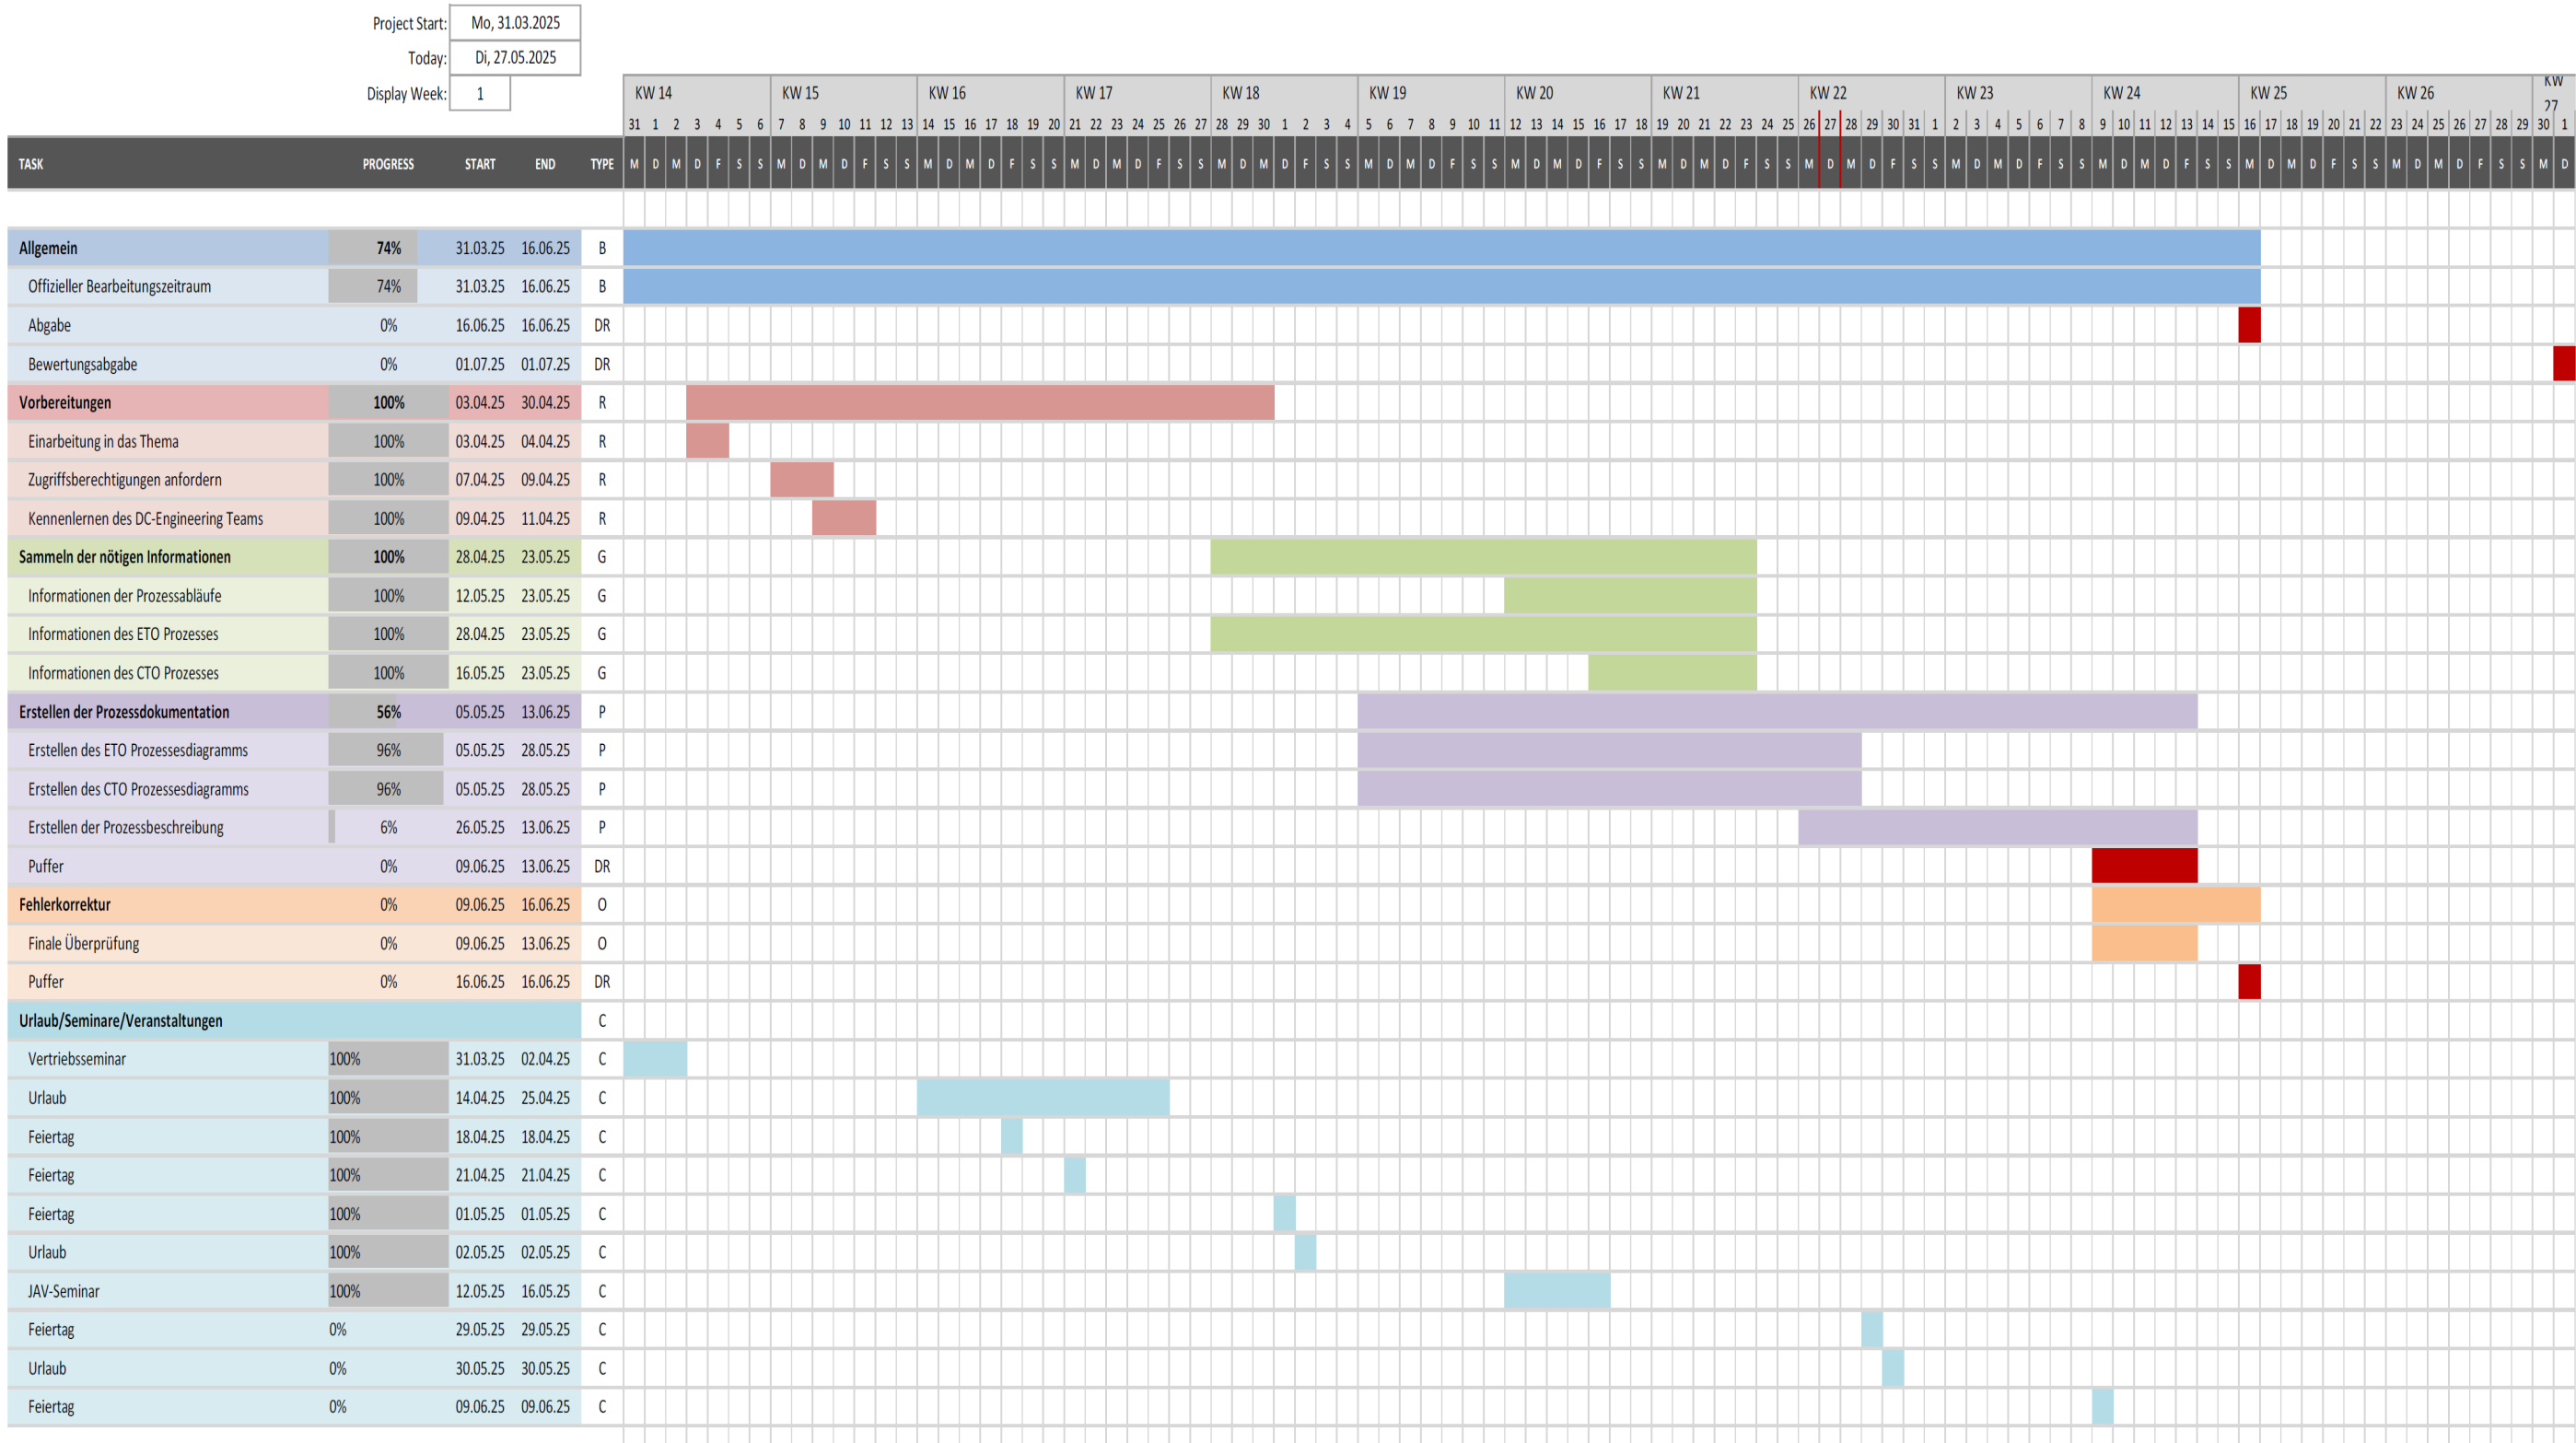 Project Start: Mo, 31.03.2025
Today: Di, 27.05.2025
Display Week: 1
KW 14 KW 15 KW 16 KW 17 KW 18 KW 19 KW 20 KW 21 KW 22 KW 23 KW 24 KW 25 KW 26 KW 27
31 1 2 3 4 5 6 7 8 9 10 11 12 13 14 15 16 17 18 19 20 21 22 23 24 25 26 27 28 29 30 1 2 3 4 5 6 7 8 9 10 11 12 13 14 15 16 17 18 19 20 21 22 23 24 25 26 27 28 29 30 31 1 2 3 4 5 6 7 8 9 10 11 12 13 14 15 16 17 18 19 20 21 22 23 24 25 26 27 28 29 30 1
TASK PROGRESS START END TYPE M D M D F S S M D M D F S S M D M D F S S M D M D F S S M D M D F S S M D M D F S S M D M D F S S M D M D F S S M D M D F S S M D M D F S S M D M D F S S M D M D F S S M D M D F S S M D
Allgemein 74% 31.03.25 16.06.25 B
Offizieller Bearbeitungszeitraum 74% 31.03.25 16.06.25 B
Abgabe 0% 16.06.25 16.06.25 DR
Bewertungsabgabe 0% 01.07.25 01.07.25 DR
Vorbereitungen 100% 03.04.25 30.04.25 R
Einarbeitung in das Thema 100% 03.04.25 04.04.25 R
Zugriffsberechtigungen anfordern 100% 07.04.25 09.04.25 R
Kennenlernen des DC-Engineering Teams 100% 09.04.25 11.04.25 R
Sammeln der nötigen Informationen 100% 28.04.25 23.05.25 G
Informationen der Prozessabläufe 100% 12.05.25 23.05.25 G
Informationen des ETO Prozesses 100% 28.04.25 23.05.25 G
Informationen des CTO Prozesses 100% 16.05.25 23.05.25 G
Erstellen der Prozessdokumentation 56% 05.05.25 13.06.25 P
Erstellen des ETO Prozessesdiagramms 96% 05.05.25 28.05.25 P
Erstellen des CTO Prozessesdiagramms 96% 05.05.25 28.05.25 P
Erstellen der Prozessbeschreibung 6% 26.05.25 13.06.25 P
Puffer 0% 09.06.25 13.06.25 DR
Fehlerkorrektur 0% 09.06.25 16.06.25 O
Finale Überprüfung 0% 09.06.25 13.06.25 O
Puffer 0% 16.06.25 16.06.25 DR
Urlaub/Seminare/Veranstaltungen C
Vertriebsseminar 100% 31.03.25 02.04.25 C
Urlaub 100% 14.04.25 25.04.25 C
Feiertag 100% 18.04.25 18.04.25 C
Feiertag 100% 21.04.25 21.04.25 C
Feiertag 100% 01.05.25 01.05.25 C
Urlaub 100% 02.05.25 02.05.25 C
JAV-Seminar 100% 12.05.25 16.05.25 C
Feiertag 0% 29.05.25 29.05.25 C
Urlaub 0% 30.05.25 30.05.25 C
Feiertag 0% 09.06.25 09.06.25 C